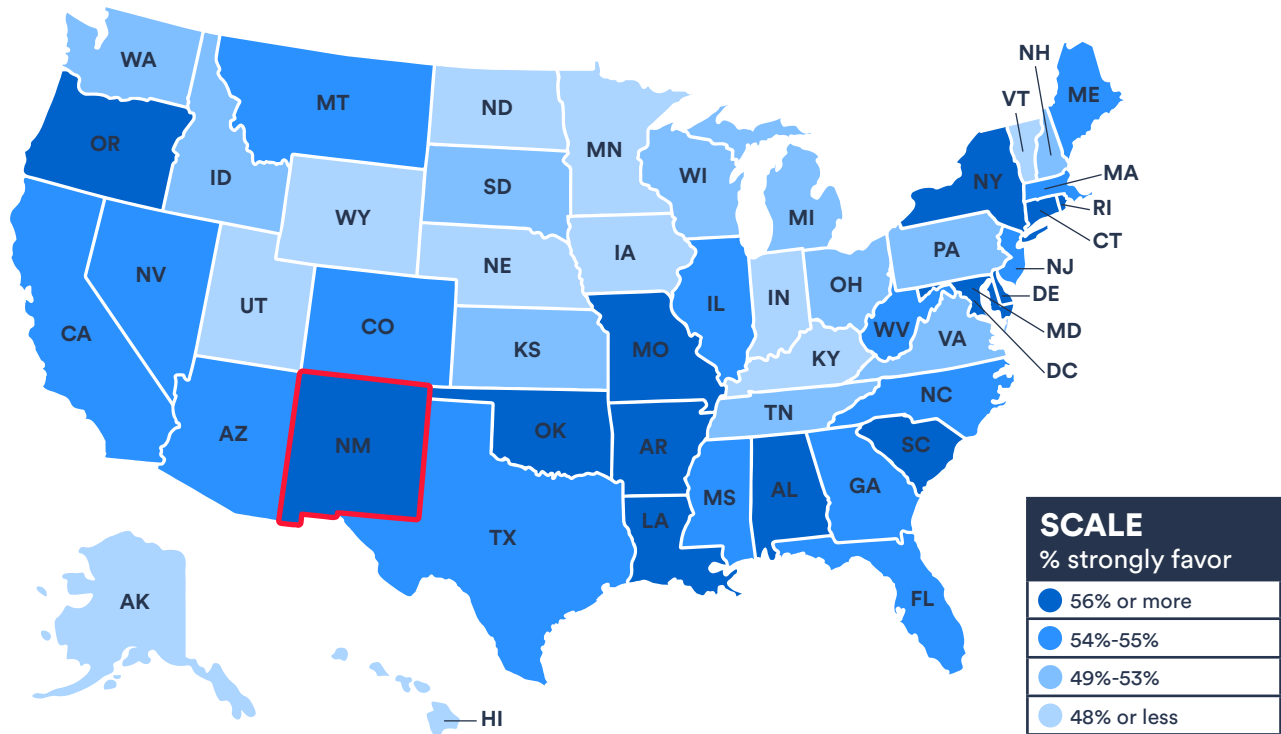 NH
WA
ME
VT
MT
ND
OR
MN
MA
ID
SD
WI
NY
RI
WY
MI
CT
IA
PA
NV
NE
NJ
OH
UT
IN
DE
IL
CO
WV
MD
CA
VA
KS
MO
KY
DC
NC
TN
AZ
OK
NM
AR
SC
AL
GA
MS
LA
TX
AK
FL
HI
SCALE
% strongly favor
56% or more
54%-55%
49%-53%
48% or less